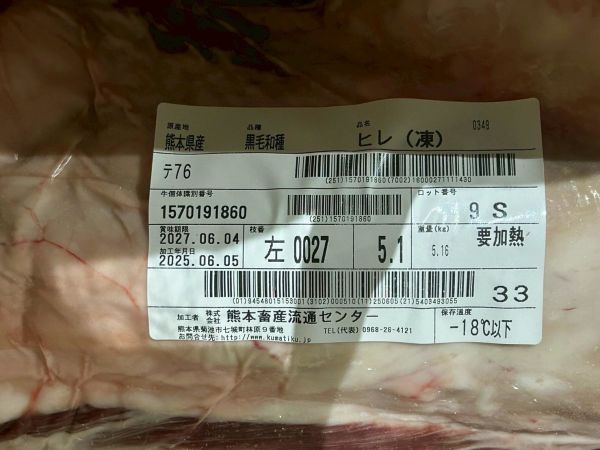 原産地 品種 品名 0349
熊本県産 黒毛和種 ヒレ(凍)
テ76
(251)1570191860(7002)16000271111430
牛個体識別番号 ロット番号
1570191860 (251)1570191860 9 S
賞味期限 枝番 重量(kg)
2027.06.04 左 0027 5.1 5.16 要加熱
加工年月日
2025.06.05
(01)94548015153001(3102)000510(11)250605(21)5403493055 33
加工者 株式会社 熊本畜産流通センター 保存温度
熊本県菊池市七城町林原9番地 TEL(代表)0968-26-4121 -18℃以下
お問合せ先:http://www.kumatiku.jp